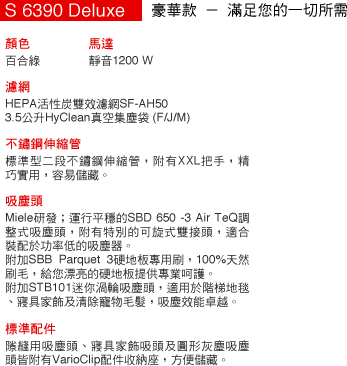 S 6390 Deluxe 豪華款 － 滿足您的一切所需
顏色 馬達
百合綠 靜音1200 W
濾網
HEPA活性炭雙效濾網SF-AH50
3.5公升HyClean真空集塵袋 (F/J/M)
不鏽鋼伸縮管
標準型二段不鏽鋼伸縮管，附有XXL把手，精
巧實用，容易儲藏。
吸塵頭
Miele研發；運行平穩的SBD 650 -3 Air TeQ調
整式吸塵頭，附有特別的可旋式雙接頭，適合
裝配於功率低的吸塵器。
附加SBB Parquet 3硬地板專用刷，100%天然
刷毛，給您漂亮的硬地板提供專業呵護。
附加STB101迷你渦輪吸塵頭，適用於階梯地毯
、寢具家飾及清除寵物毛髮，吸塵效能卓越。
標準配件
隙縫用吸塵頭、寢具家飾吸頭及圓形灰塵吸塵
頭皆附有VarioClip配件收納座，方便儲藏。